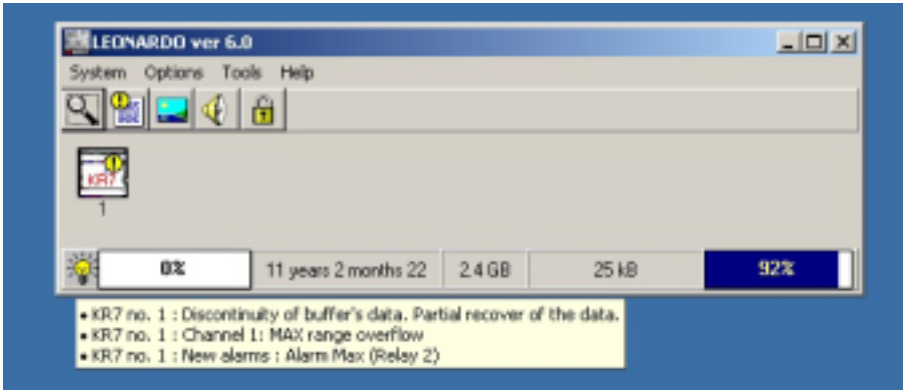 LEONARDO ver 6.0
System Options Tools Help
KR7
1
0% 11 years 2 months 22 2.4 GB 25 kB 92%
• KR7 no. 1 : Discontinuity of buffer's data. Partial recover of the data.
• KR7 no. 1 : Channel 1: MAX range overflow
• KR7 no. 1 : New alarms : Alarm Max (Relay 2)